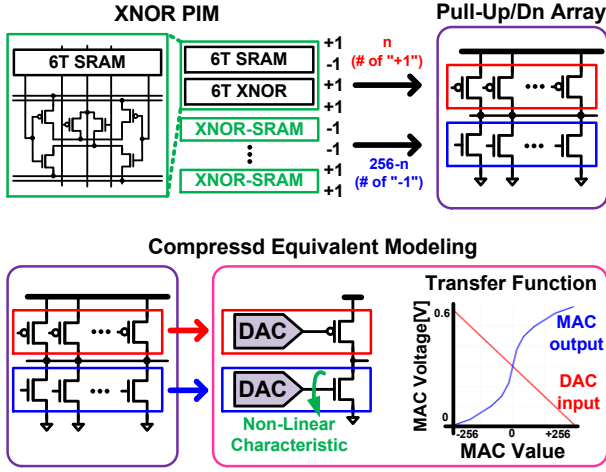 XNOR PIM
Pull-Up/Dn Array
6T SRAM
6T SRAM
6T XNOR
XNOR-SRAM
XNOR-SRAM
+1
-1
+1
+1
-1
-1
+1
+1
n
(# of "+1")
256-n
(# of "-1")
Compressd Equivalent Modeling
DAC
DAC
Non-Linear
Characteristic
Transfer Function
MAC Voltage[V]
0.6
0
MAC
output
DAC
input
-256
0
+256
MAC Value